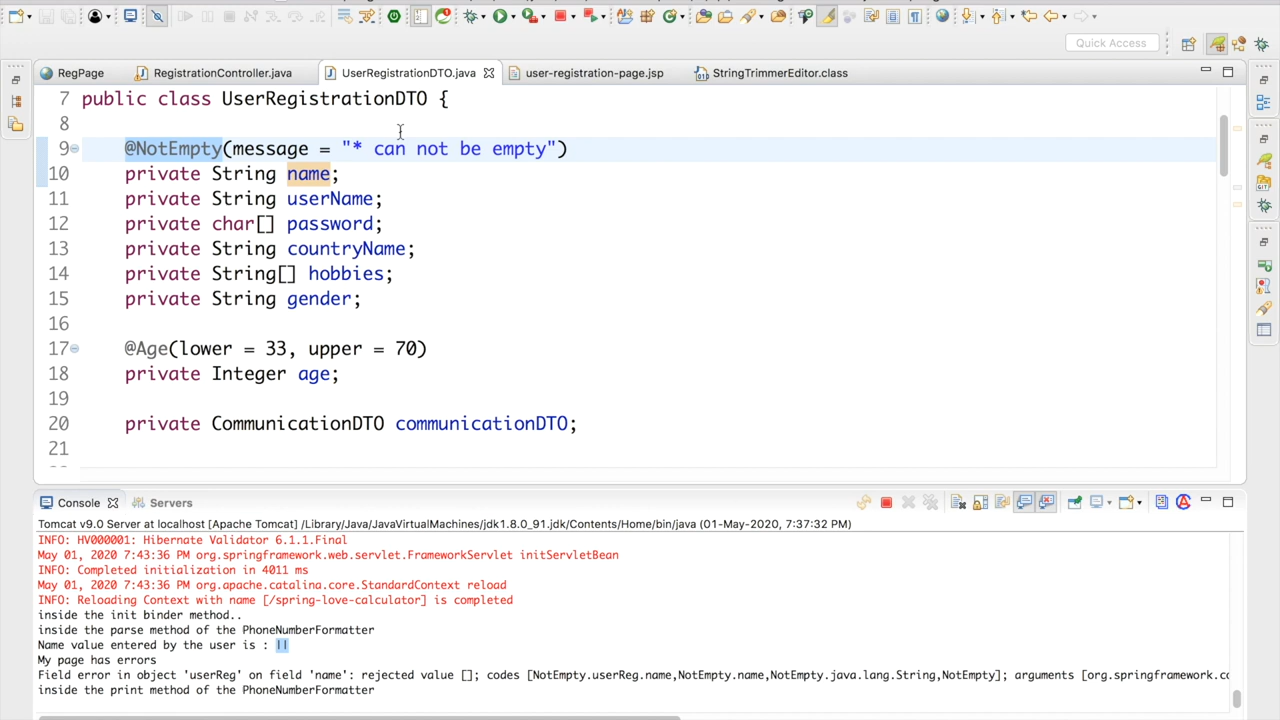 Quick Access
RegPage RegistrationController.java UserRegistrationDTO.java user-registration-page.jsp StringTrimmerEditor.class
7 public class UserRegistrationDTO {
8
9 @NotEmpty(message = "* can not be empty")
10 private String name;
11 private String userName;
12 private char[] password;
13 private String countryName;
14 private String[] hobbies;
15 private String gender;
16
17 @Age(lower = 33, upper = 70)
18 private Integer age;
19
20 private CommunicationDTO communicationDTO;
21
Console Servers
Tomcat v9.0 Server at localhost [Apache Tomcat] /Library/Java/JavaVirtualMachines/jdk1.8.0_91.jdk/Contents/Home/bin/java (01-May-2020, 7:37:32 PM)
INFO: HV000001: Hibernate Validator 6.1.1.Final
May 01, 2020 7:43:36 PM org.springframework.web.servlet.FrameworkServlet initServletBean
INFO: Completed initialization in 4011 ms
May 01, 2020 7:43:36 PM org.apache.catalina.core.StandardContext reload
INFO: Reloading Context with name [/spring-love-calculator] is completed
inside the init binder method..
inside the parse method of the PhoneNumberFormatter
Name value entered by the user is : ||
My page has errors
Field error in object 'userReg' on field 'name': rejected value []; codes [NotEmpty.userReg.name,NotEmpty.name,NotEmpty.java.lang.String,NotEmpty]; arguments [org.springframework.co
inside the print method of the PhoneNumberFormatter